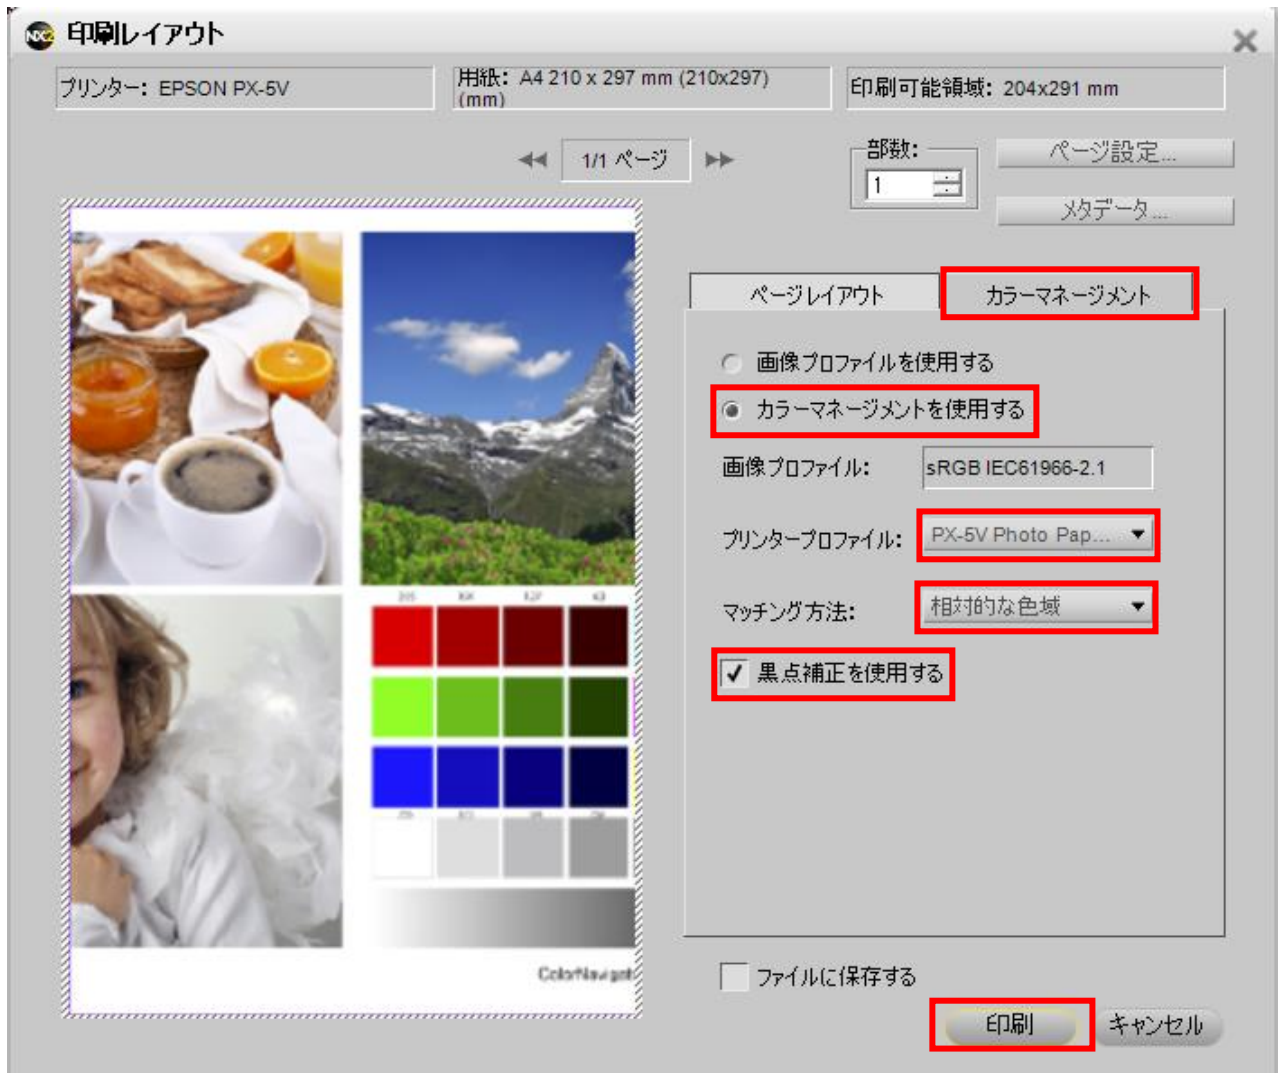 NX2 印刷レイアウト
プリンター: EPSON PX-5V
用紙: A4 210 x 297 mm (210x297)
(mm)
印刷可能領域: 204x291 mm
1/1 ページ
部数:
1
ページ設定...
メタデータ...
ページレイアウト
カラーマネージメント
画像プロファイルを使用する
カラーマネージメントを使用する
画像プロファイル: sRGB IEC61966-2.1
プリンタープロファイル: PX-5V Photo Pap...
マッチング方法: 相対的な色域
黒点補正を使用する
ファイルに保存する
印刷
キャンセル